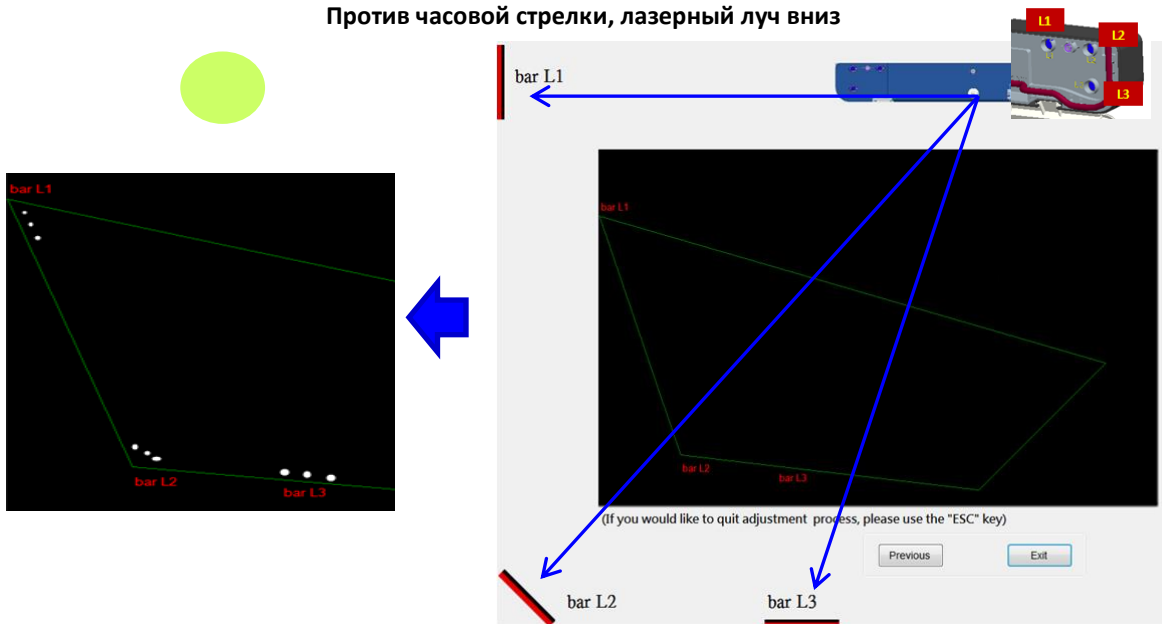 Против часовой стрелки, лазерный луч вниз
L1
L2
L3
bar L1
bar L1
bar L2
bar L3
bar L1
bar L2
bar L3
(If you would like to quit adjustment process, please use the "ESC" key)
Previous
Exit
bar L2
bar L3